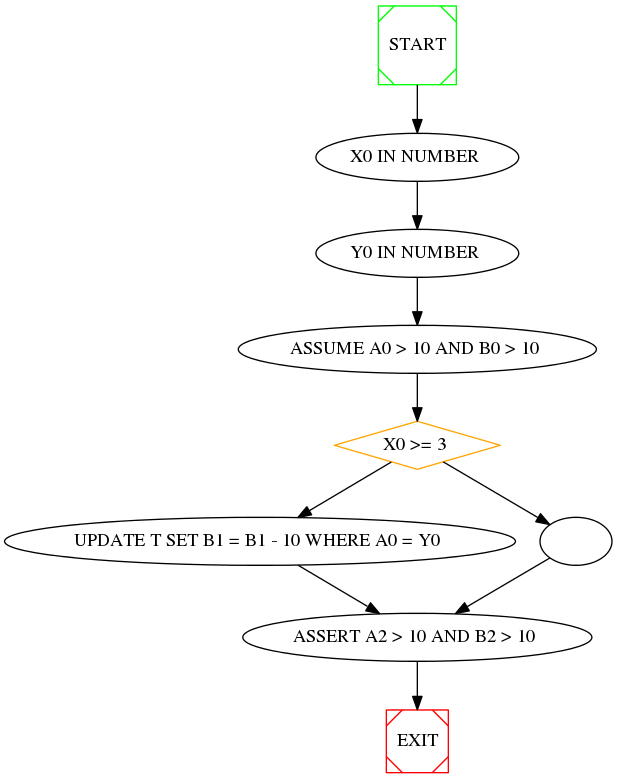 START
X0 IN NUMBER
Y0 IN NUMBER
ASSUME A0 > 10 AND B0 > 10
X0 >= 3
UPDATE T SET B1 = B1 - 10 WHERE A0 = Y0
ASSERT A2 > 10 AND B2 > 10
EXIT